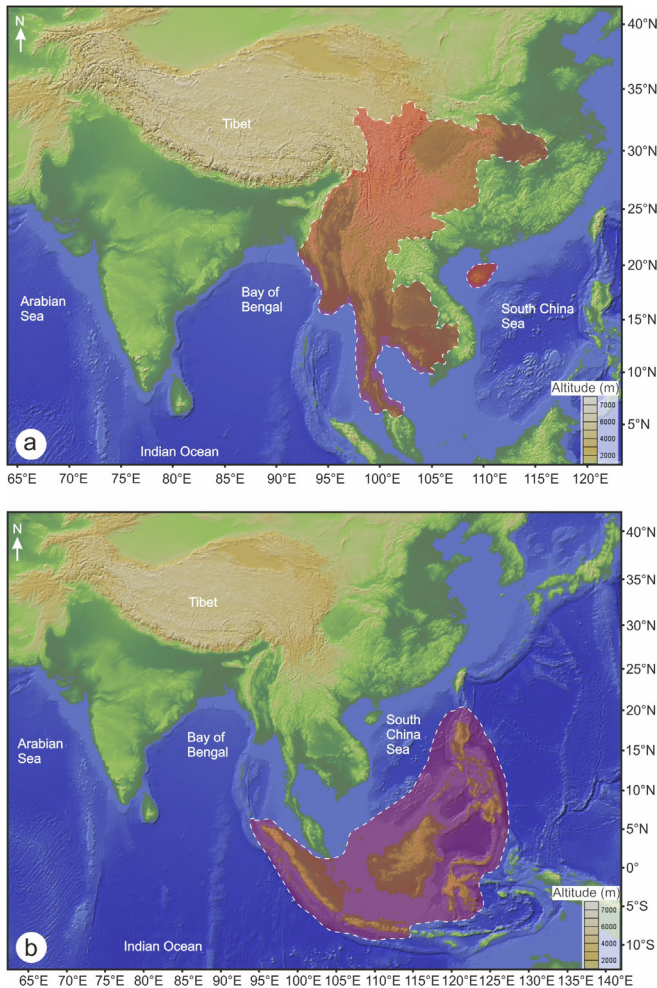 N
40°N
35°N
Tibet
30°N
25°N
20°N
Arabian
Sea
Bay of
Bengal
South China
Sea
15°N
10°N
Altitude (m)
7000
6000
4000
2000
5°N
a
Indian Ocean
65°E 70°E 75°E 80°E 85°E 90°E 95°E 100°E 105°E 110°E 115°E 120°E
N
40°N
35°N
Tibet
30°N
25°N
20°N
Arabian
Sea
Bay of
Bengal
South
China
Sea
15°N
10°N
5°N
0°
Altitude (m)
7000
6000
4000
2000
5°S
10°S
b
Indian Ocean
65°E 70°E 75°E 80°E 85°E 90°E 95°E 100°E 105°E 110°E 115°E 120°E 125°E 130°E 135°E 140°E